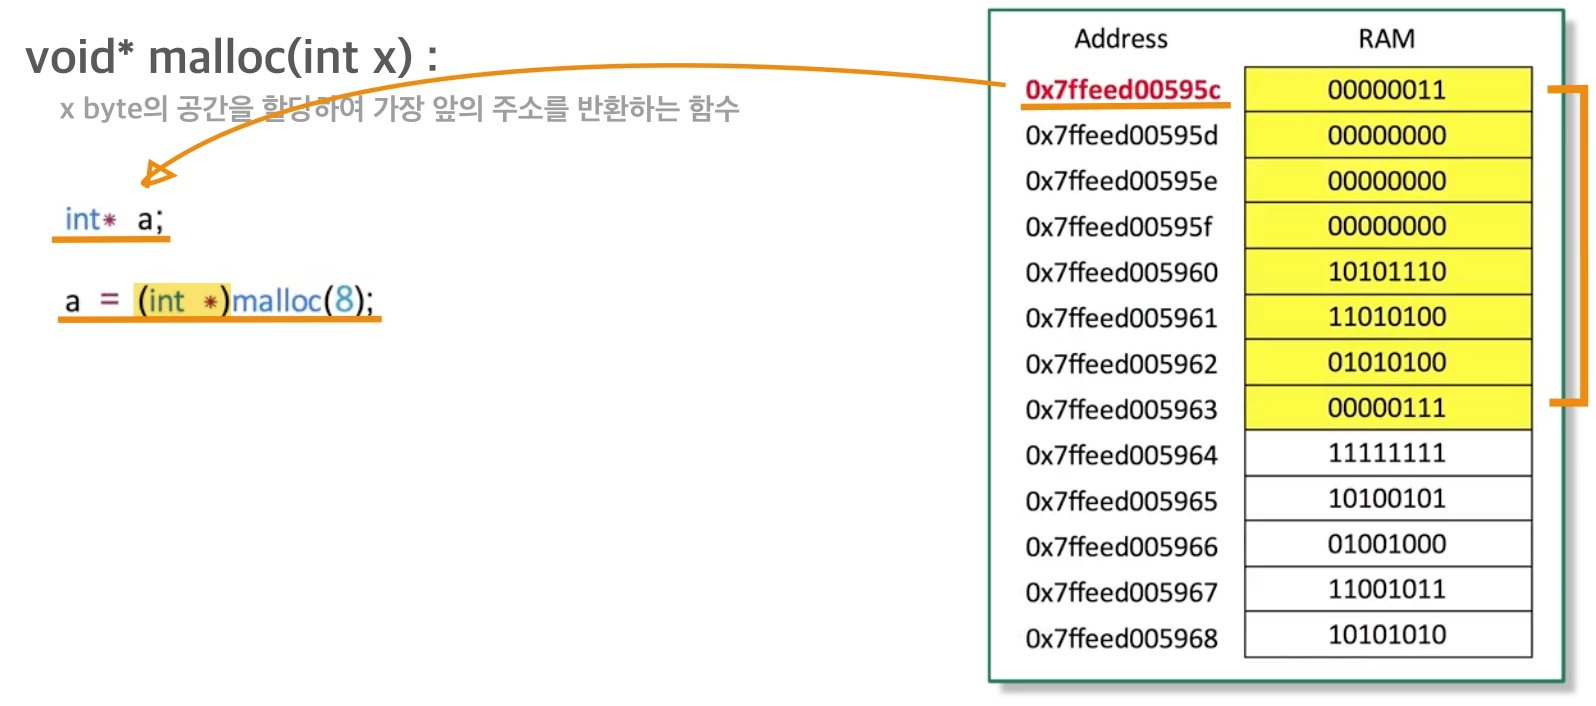 void* malloc(int x) :
x byte의 공간을 할당하여 가장 앞의 주소를 반환하는 함수
int* a;
a = (int *)malloc(8);
Address RAM
0x7ffeed00595c 00000011
0x7ffeed00595d 00000000
0x7ffeed00595e 00000000
0x7ffeed00595f 00000000
0x7ffeed005960 10101110
0x7ffeed005961 11010100
0x7ffeed005962 01010100
0x7ffeed005963 00000111
0x7ffeed005964 11111111
0x7ffeed005965 10100101
0x7ffeed005966 01001000
0x7ffeed005967 11001011
0x7ffeed005968 10101010